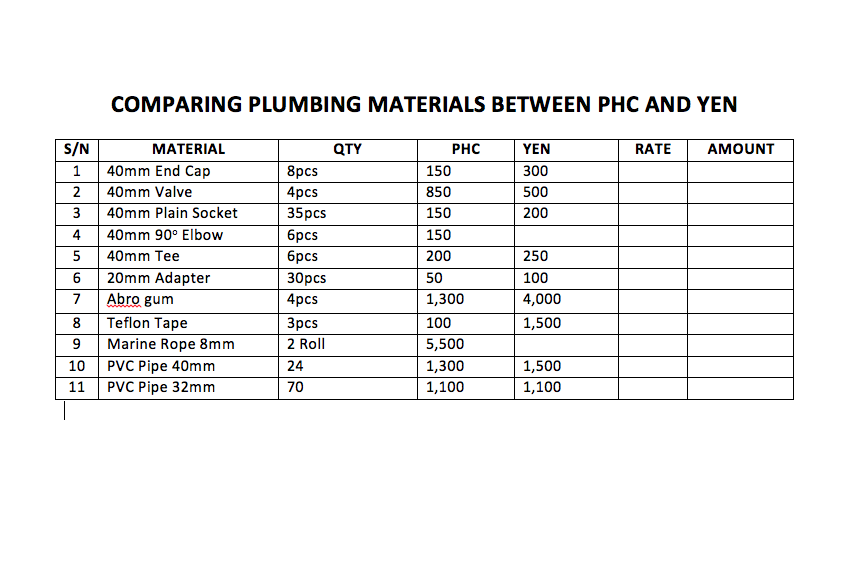 COMPARING PLUMBING MATERIALS BETWEEN PHC AND YEN
S/N MATERIAL QTY PHC YEN RATE AMOUNT
1 40mm End Cap 8pcs 150 300
2 40mm Valve 4pcs 850 500
3 40mm Plain Socket 35pcs 150 200
4 40mm 90º Elbow 6pcs 150
5 40mm Tee 6pcs 200 250
6 20mm Adapter 30pcs 50 100
7 Abro gum 4pcs 1,300 4,000
8 Teflon Tape 3pcs 100 1,500
9 Marine Rope 8mm 2 Roll 5,500
10 PVC Pipe 40mm 24 1,300 1,500
11 PVC Pipe 32mm 70 1,100 1,100